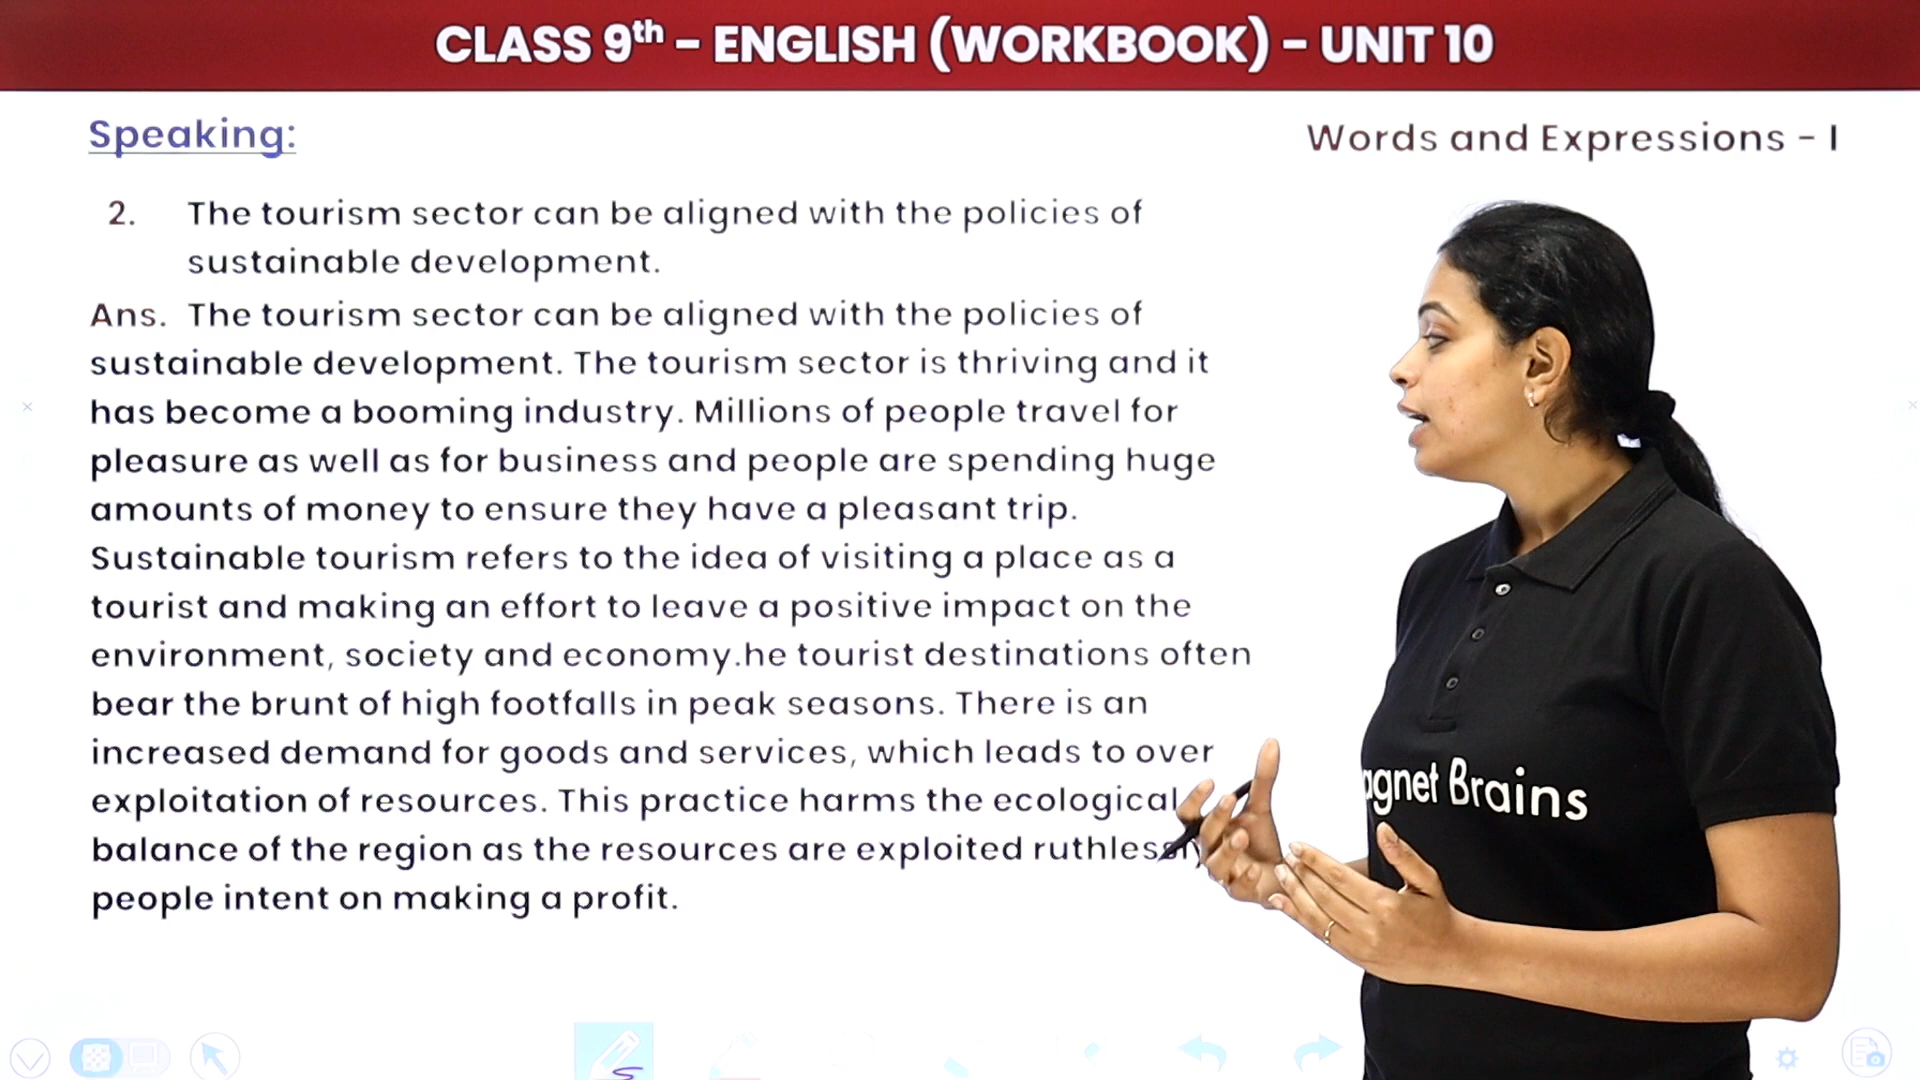 CLASS 9th - ENGLISH (WORKBOOK) - UNIT 10
Speaking:
Words and Expressions - I
2. The tourism sector can be aligned with the policies of
sustainable development.
Ans. The tourism sector can be aligned with the policies of
sustainable development. The tourism sector is thriving and it
has become a booming industry. Millions of people travel for
pleasure as well as for business and people are spending huge
amounts of money to ensure they have a pleasant trip.
Sustainable tourism refers to the idea of visiting a place as a
tourist and making an effort to leave a positive impact on the
environment, society and economy.he tourist destinations often
bear the brunt of high footfalls in peak seasons. There is an
increased demand for goods and services, which leads to over
exploitation of resources. This practice harms the ecological
balance of the region as the resources are exploited
people intent on making a profit.
Brains